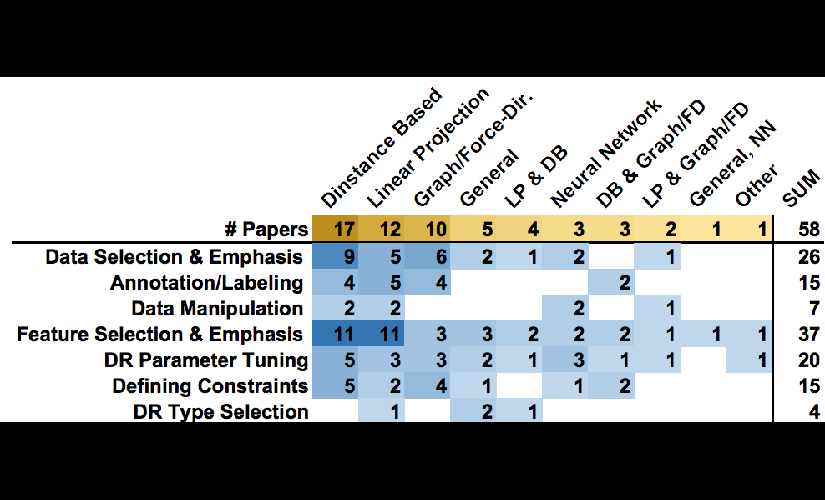 Dinstance Based
Linear Projection
Graph/Force-Dir.
General
LP & DB
Neural Network
DB & Graph/FD
LP & Graph/FD
General, NN
Other
SUM
# Papers 17 12 10 5 4 3 3 2 1 1 58
Data Selection & Emphasis 9 5 6 2 1 2 1 26
Annotation/Labeling 4 5 4 2 15
Data Manipulation 2 2 2 1 7
Feature Selection & Emphasis 11 11 3 3 2 2 2 1 1 1 37
DR Parameter Tuning 5 3 3 2 1 3 1 1 1 20
Defining Constraints 5 2 4 1 1 2 15
DR Type Selection 1 2 1 4